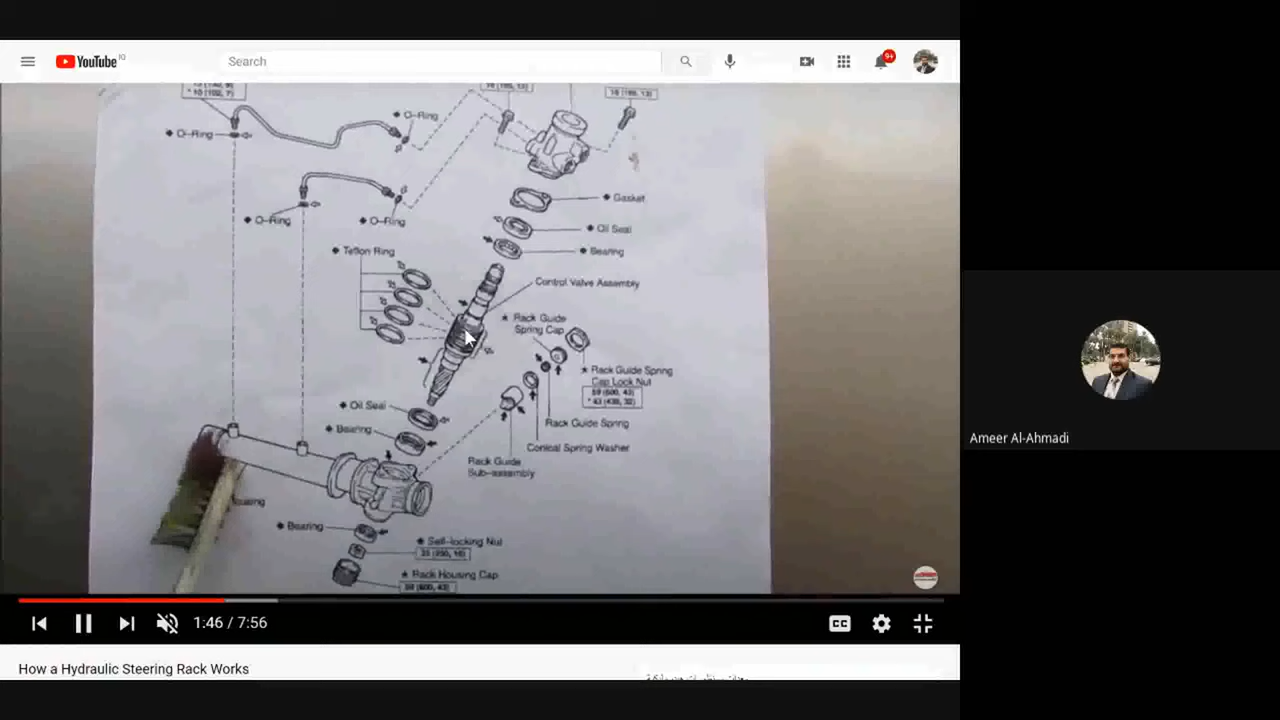 YouTube IQ
Search
9+
O-Ring
O-Ring
O-Ring
O-Ring
Gasket
Oil Seal
Bearing
Teflon Ring
Control Valve Assembly
★ Rack Guide
Spring Cap
★ Rack Guide Spring
Cap Lock Nut
Rack Guide Spring
Conical Spring Washer
Rack Guide
Sub-assembly
Oil Seal
Bearing
Bearing
Self-locking Nut
★ Rack Housing Cap
1:46 / 7:56
CC
How a Hydraulic Steering Rack Works
Ameer Al-Ahmadi